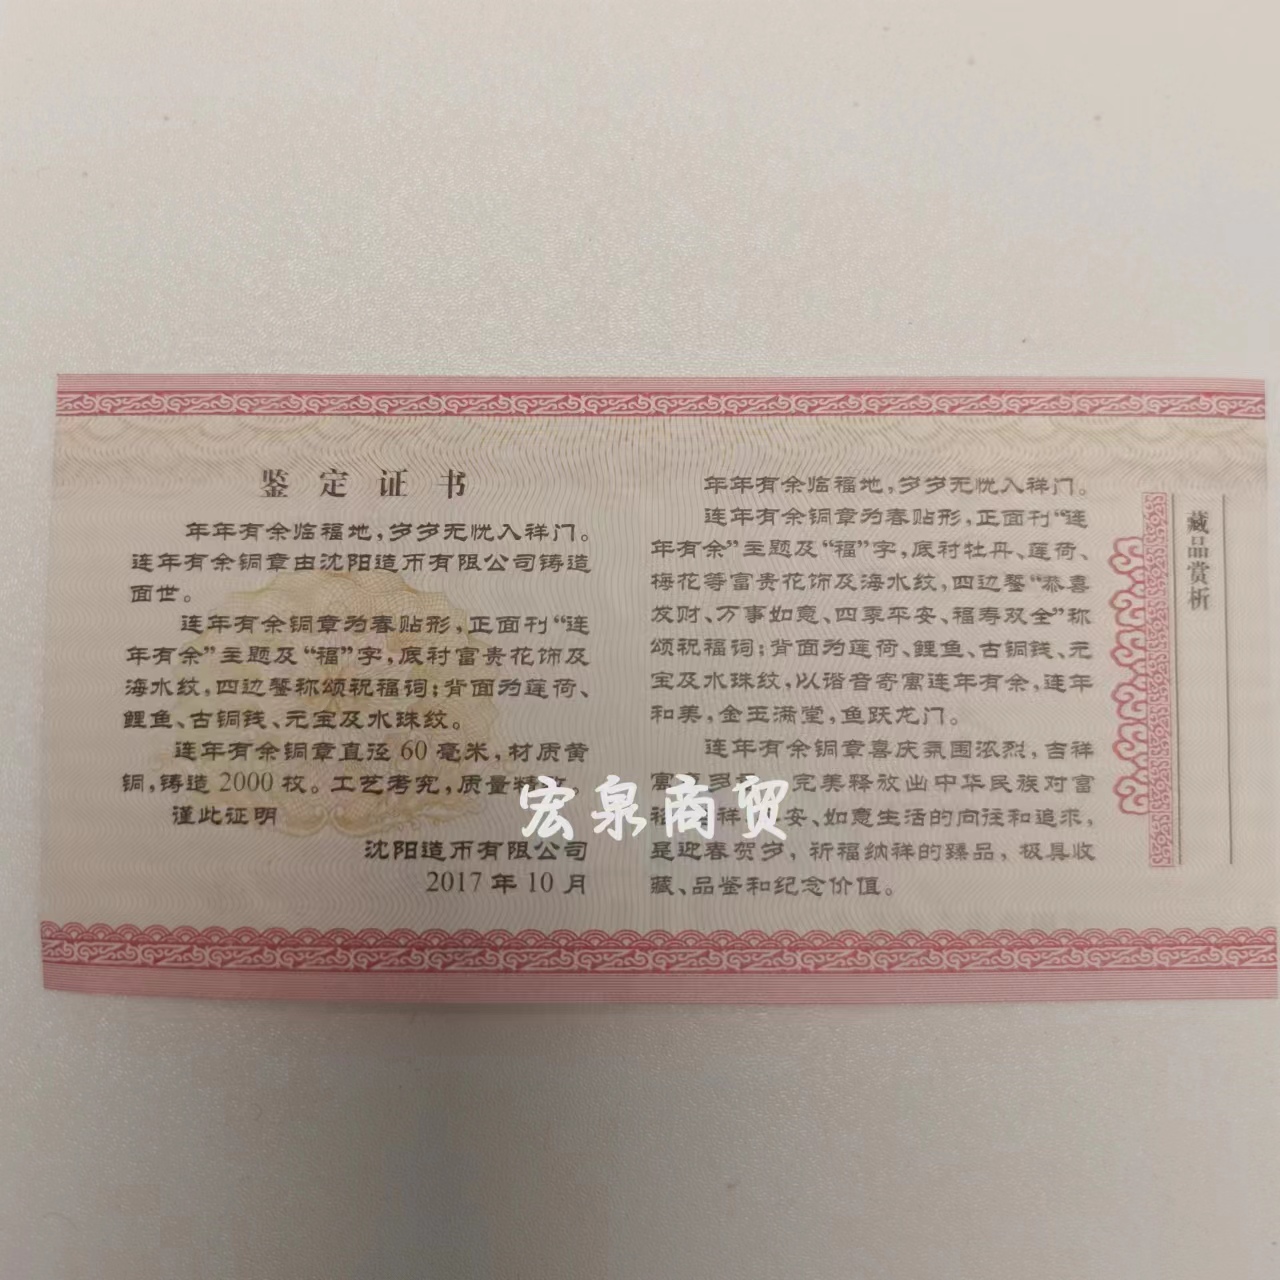 鉴定证书
年年有余临福地,岁岁无忧入祥门。
连年有余铜章由沈阳造币有限公司铸造
面世。
连年有余铜章为春贴形,正面刊“连
年有余”主题及“福”字,底衬富贵花饰及
海水纹,四边錾称颂祝福词;背面为莲荷、
鲤鱼、古铜钱、元宝及水珠纹。
连年有余铜章直径60毫米,材质黄
铜,铸造2000枚。工艺考究,质量精
谨此证明
沈阳造币有限公司
2017年10月
年年有余临福地,岁岁无忧入祥门。
连年有余铜章为春贴形,正面刊“连
年有余”主题及“福”字,底衬牡丹、莲荷、
梅花等富贵花饰及海水纹,四边錾“恭喜
发财、万事如意、四季平安、福寿双全”称
颂祝福词;背面为莲荷、鲤鱼、古铜钱、元
宝及水珠纹,以谐音寄寓连年有余,连年
和美,金玉满堂,鱼跃龙门。
连年有余铜章喜庆氛围浓烈,吉祥
寓 多 完美释放出中华民族对富
祥 安、如意生活的向往和追求,
是迎春贺岁,祈福纳祥的臻品,极具收
藏、品鉴和纪念价值。
藏品赏析
宏泉商贸